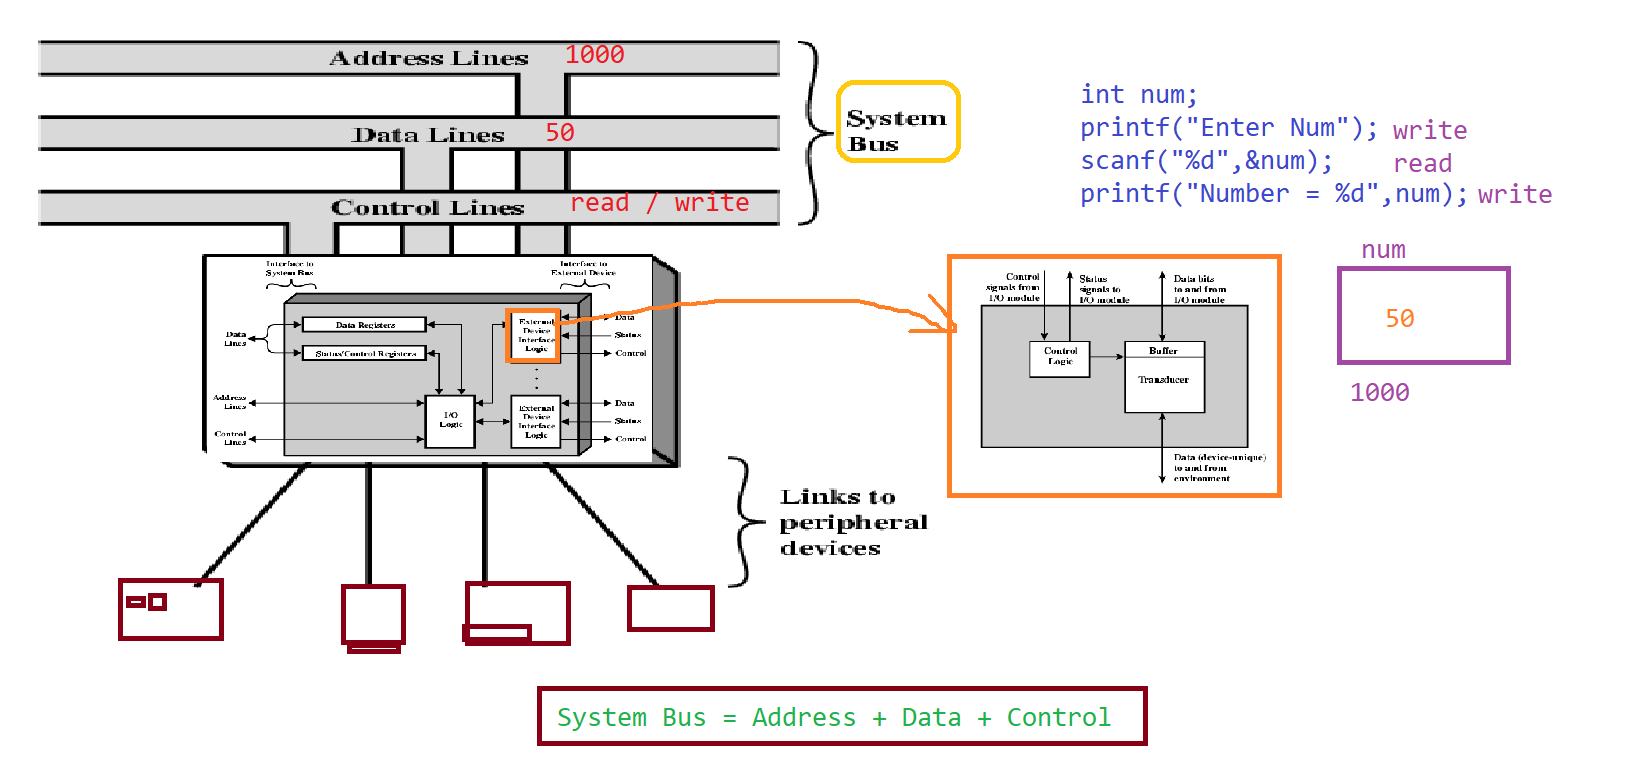 Address Lines 1000
Data Lines 50
Control Lines read / write
System
Bus
int num;
printf("Enter Num"); write
scanf("%d",&num); read
printf("Number = %d",num); write
num
50
1000
Interface to
System Bus
Interface to
External Device
Data
Lines
Data Registers
Status/Control Registers
External
Device
Interface
Logic
Data
Status
Control
Address
Lines
Control
Lines
I/O
Logic
External
Device
Interface
Logic
Data
Status
Control
Control
signals from
I/O module
Status
signals to
I/O module
Data bits
to and from
I/O module
Control
Logic
Buffer
Transducer
Data (device-unique)
to and from
environment
Links to
peripheral
devices
System Bus = Address + Data + Control